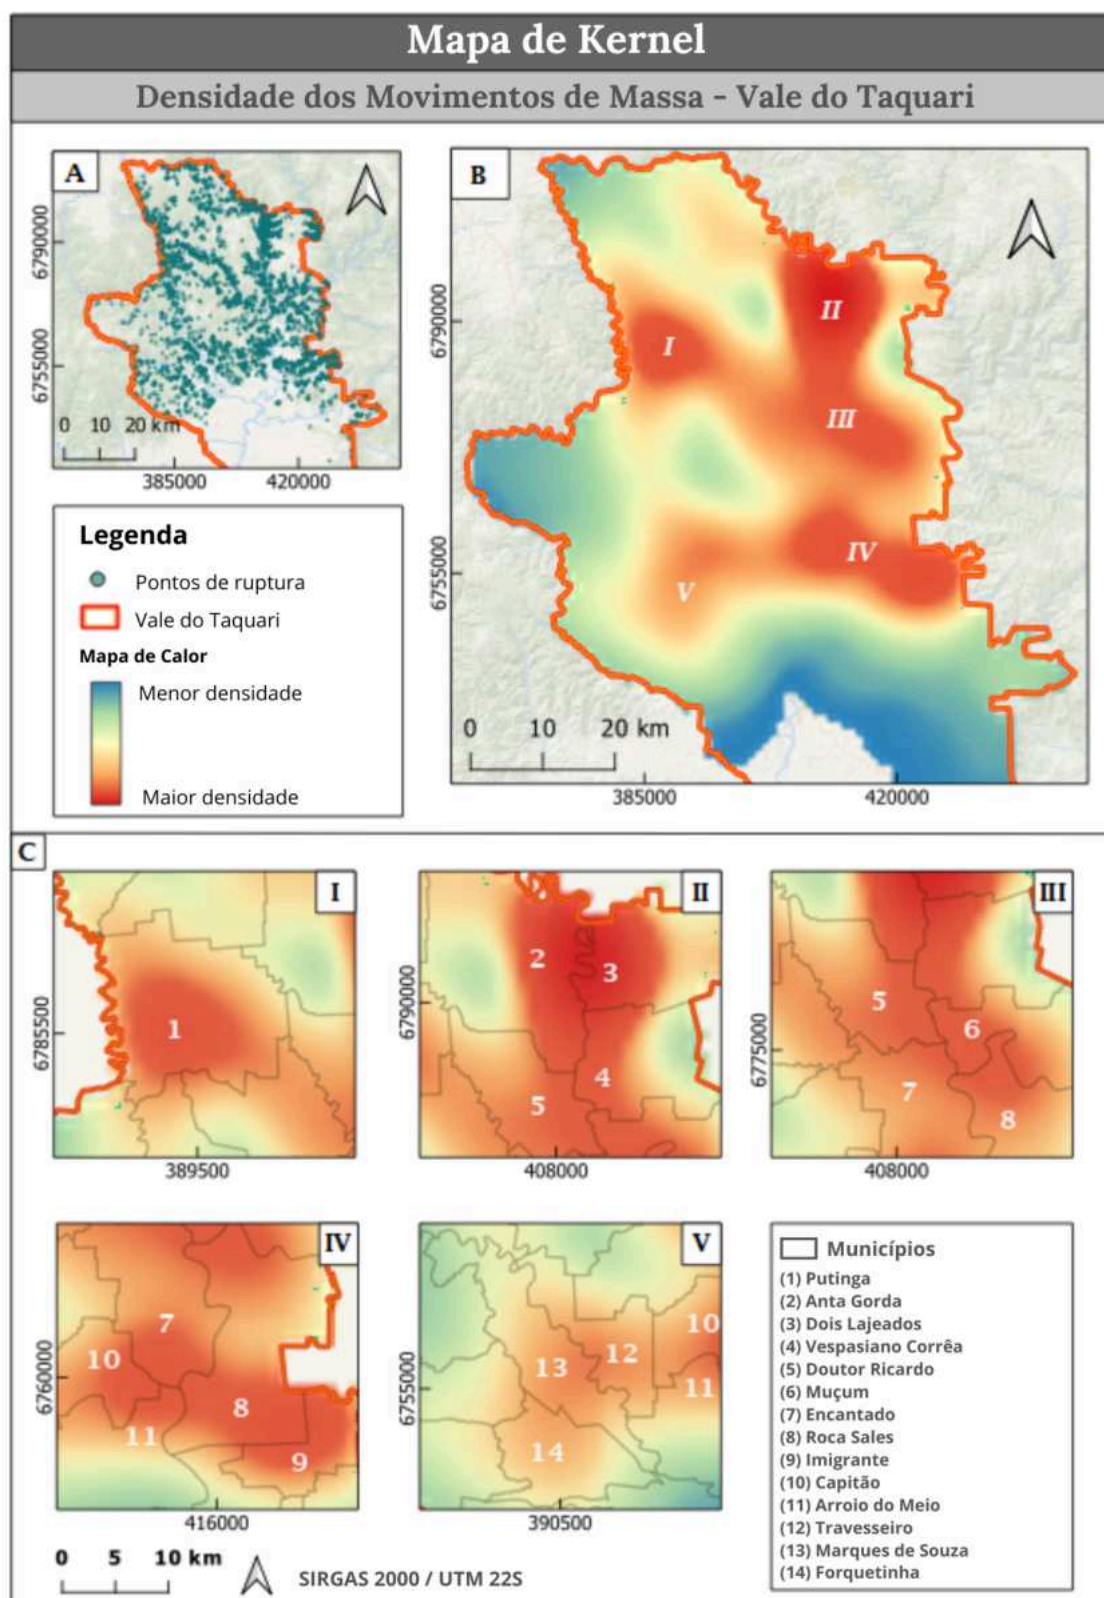 Mapa de Kernel
Densidade dos Movimentos de Massa - Vale do Taquari
A
6790000
6755000
0 10 20 km
385000 420000
Legenda
Pontos de ruptura
Vale do Taquari
Mapa de Calor
Menor densidade
Maior densidade
B
I
II
III
IV
V
6790000
6755000
0 10 20 km
385000 420000
C
I
1
6785500
389500
II
2
3
4
5
6790000
408000
III
5
6
7
8
6775000
408000
IV
7
10
8
11
9
6760000
416000
V
10
12
13
11
14
6755000
390500
Municípios
(1) Putinga
(2) Anta Gorda
(3) Dois Lajeados
(4) Vespasiano Corrêa
(5) Doutor Ricardo
(6) Muçum
(7) Encantado
(8) Roca Sales
(9) Imigrante
(10) Capitão
(11) Arroio do Meio
(12) Travesseiro
(13) Marques de Souza
(14) Forquetinha
0 5 10 km
SIRGAS 2000 / UTM 22S